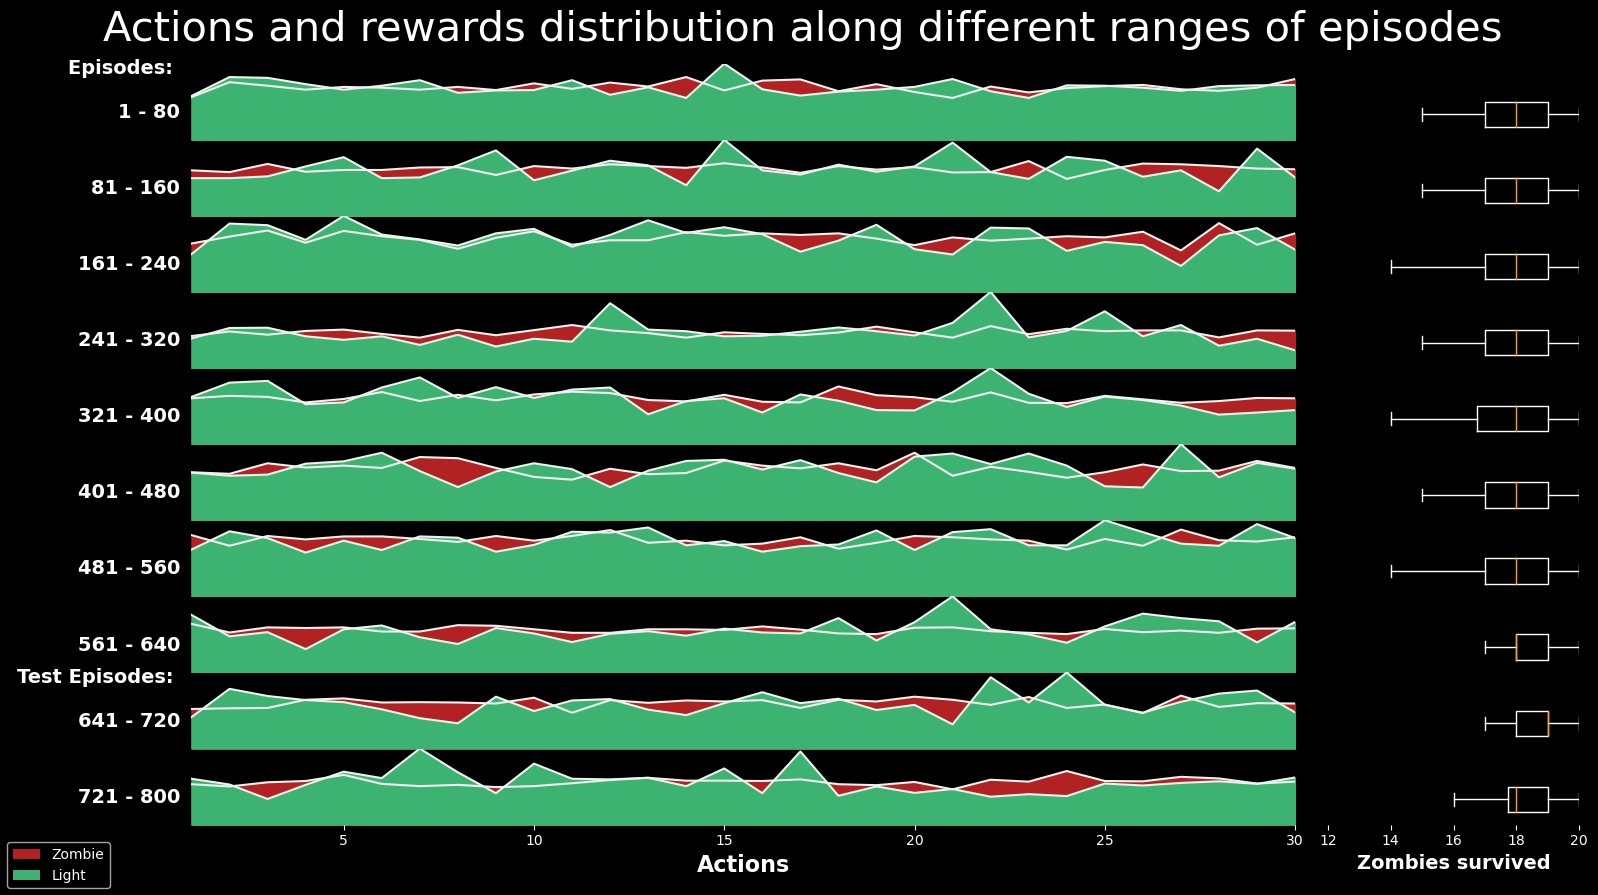 Actions and rewards distribution along different ranges of episodes
Episodes:
1 - 80
81 - 160
161 - 240
241 - 320
321 - 400
401 - 480
481 - 560
561 - 640
Test Episodes:
641 - 720
721 - 800
5 10 15 20 25 30 12 14 16 18 20
Actions
Zombies survived
Zombie
Light